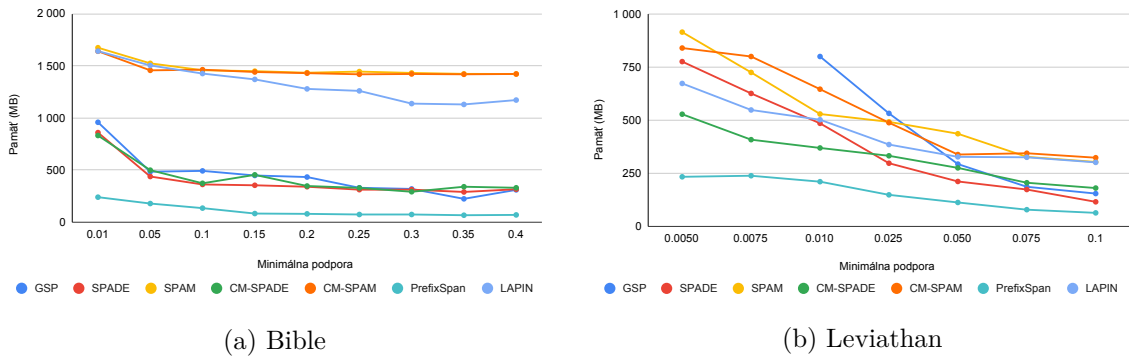 2 000
1 500
1 000
500
0
Pamäť (MB)
0.01 0.05 0.1 0.15 0.2 0.25 0.3 0.35 0.4
Minimálna podpora
GSP SPADE SPAM CM-SPADE CM-SPAM PrefixSpan LAPIN
(a) Bible
1 000
750
500
250
0
Pamäť (MB)
0.0050 0.0075 0.010 0.025 0.050 0.075 0.1
Minimálna podpora
GSP SPADE SPAM CM-SPADE CM-SPAM PrefixSpan LAPIN
(b) Leviathan